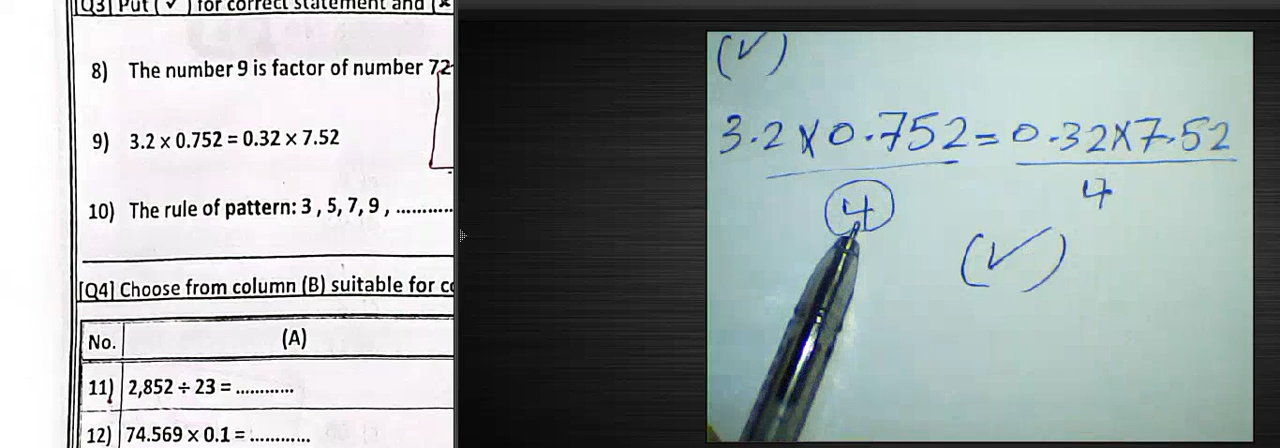 [Q3] Put ( ✓ ) for correct statement and (×
8) The number 9 is factor of number 72
9) 3.2 × 0.752 = 0.32 × 7.52
10) The rule of pattern: 3 , 5, 7, 9 , ...........
[Q4] Choose from column (B) suitable for c
No. (A)
11) 2,852 ÷ 23 = ............
12) 74.569 × 0.1 = ............
(✓)
3.2 × 0.752 = 0.32 × 7.52
4 4
(✓)